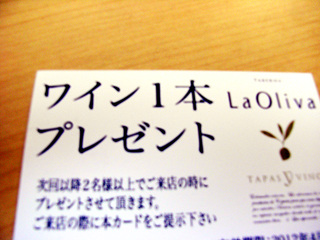 ワイン1本
プレゼント
LaOliva
TAPAS y VINO
次回以降2名様以上でご来店の時に
プレゼントさせて頂きます。
ご来店の際に本カードをご提示下さい